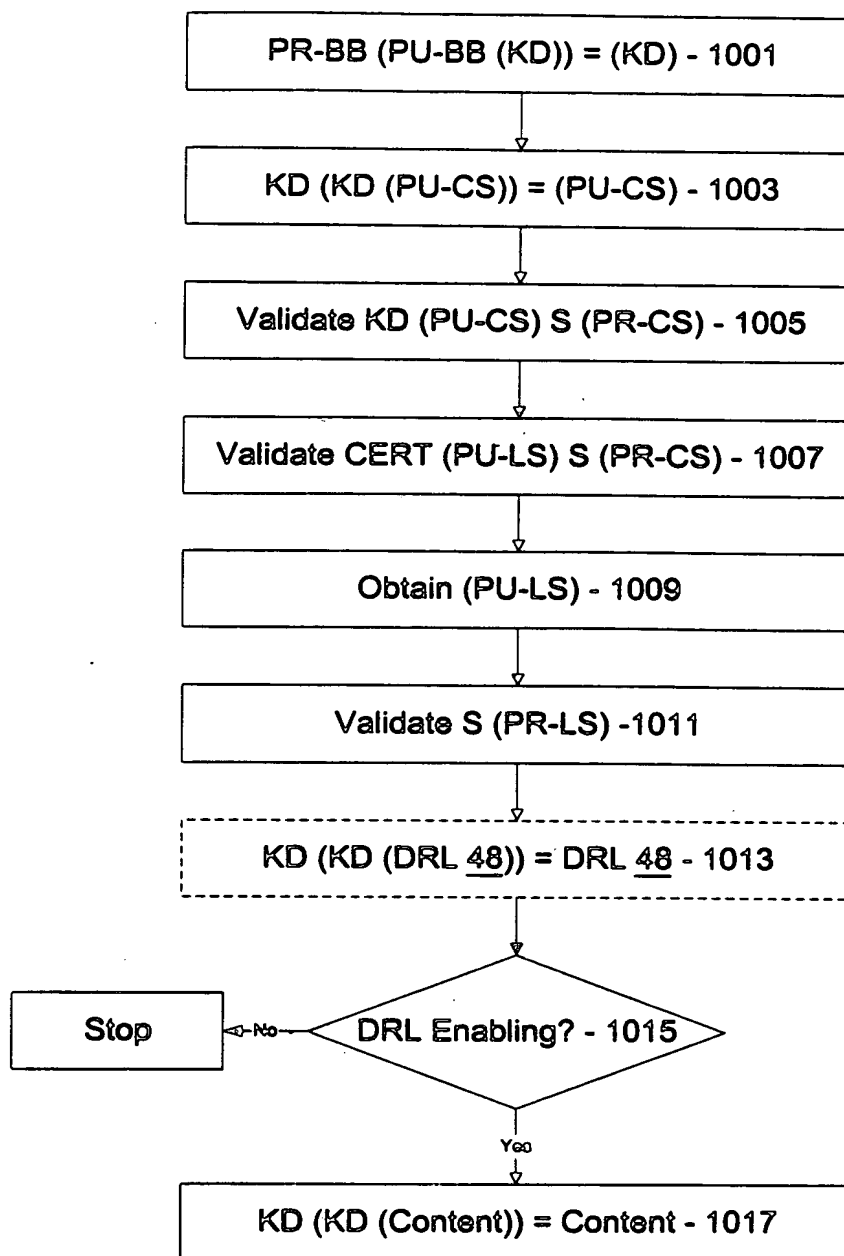 PR-BB (PU-BB (KD)) = (KD) - 1001
KD (KD (PU-CS)) = (PU-CS) - 1003
Validate KD (PU-CS) S (PR-CS) - 1005
Validate CERT (PU-LS) S (PR-CS) - 1007
Obtain (PU-LS) - 1009
Validate S (PR-LS) -1011
KD (KD (DRL 48)) = DRL 48 - 1013
Stop
No
DRL Enabling? - 1015
Yes
KD (KD (Content)) = Content - 1017